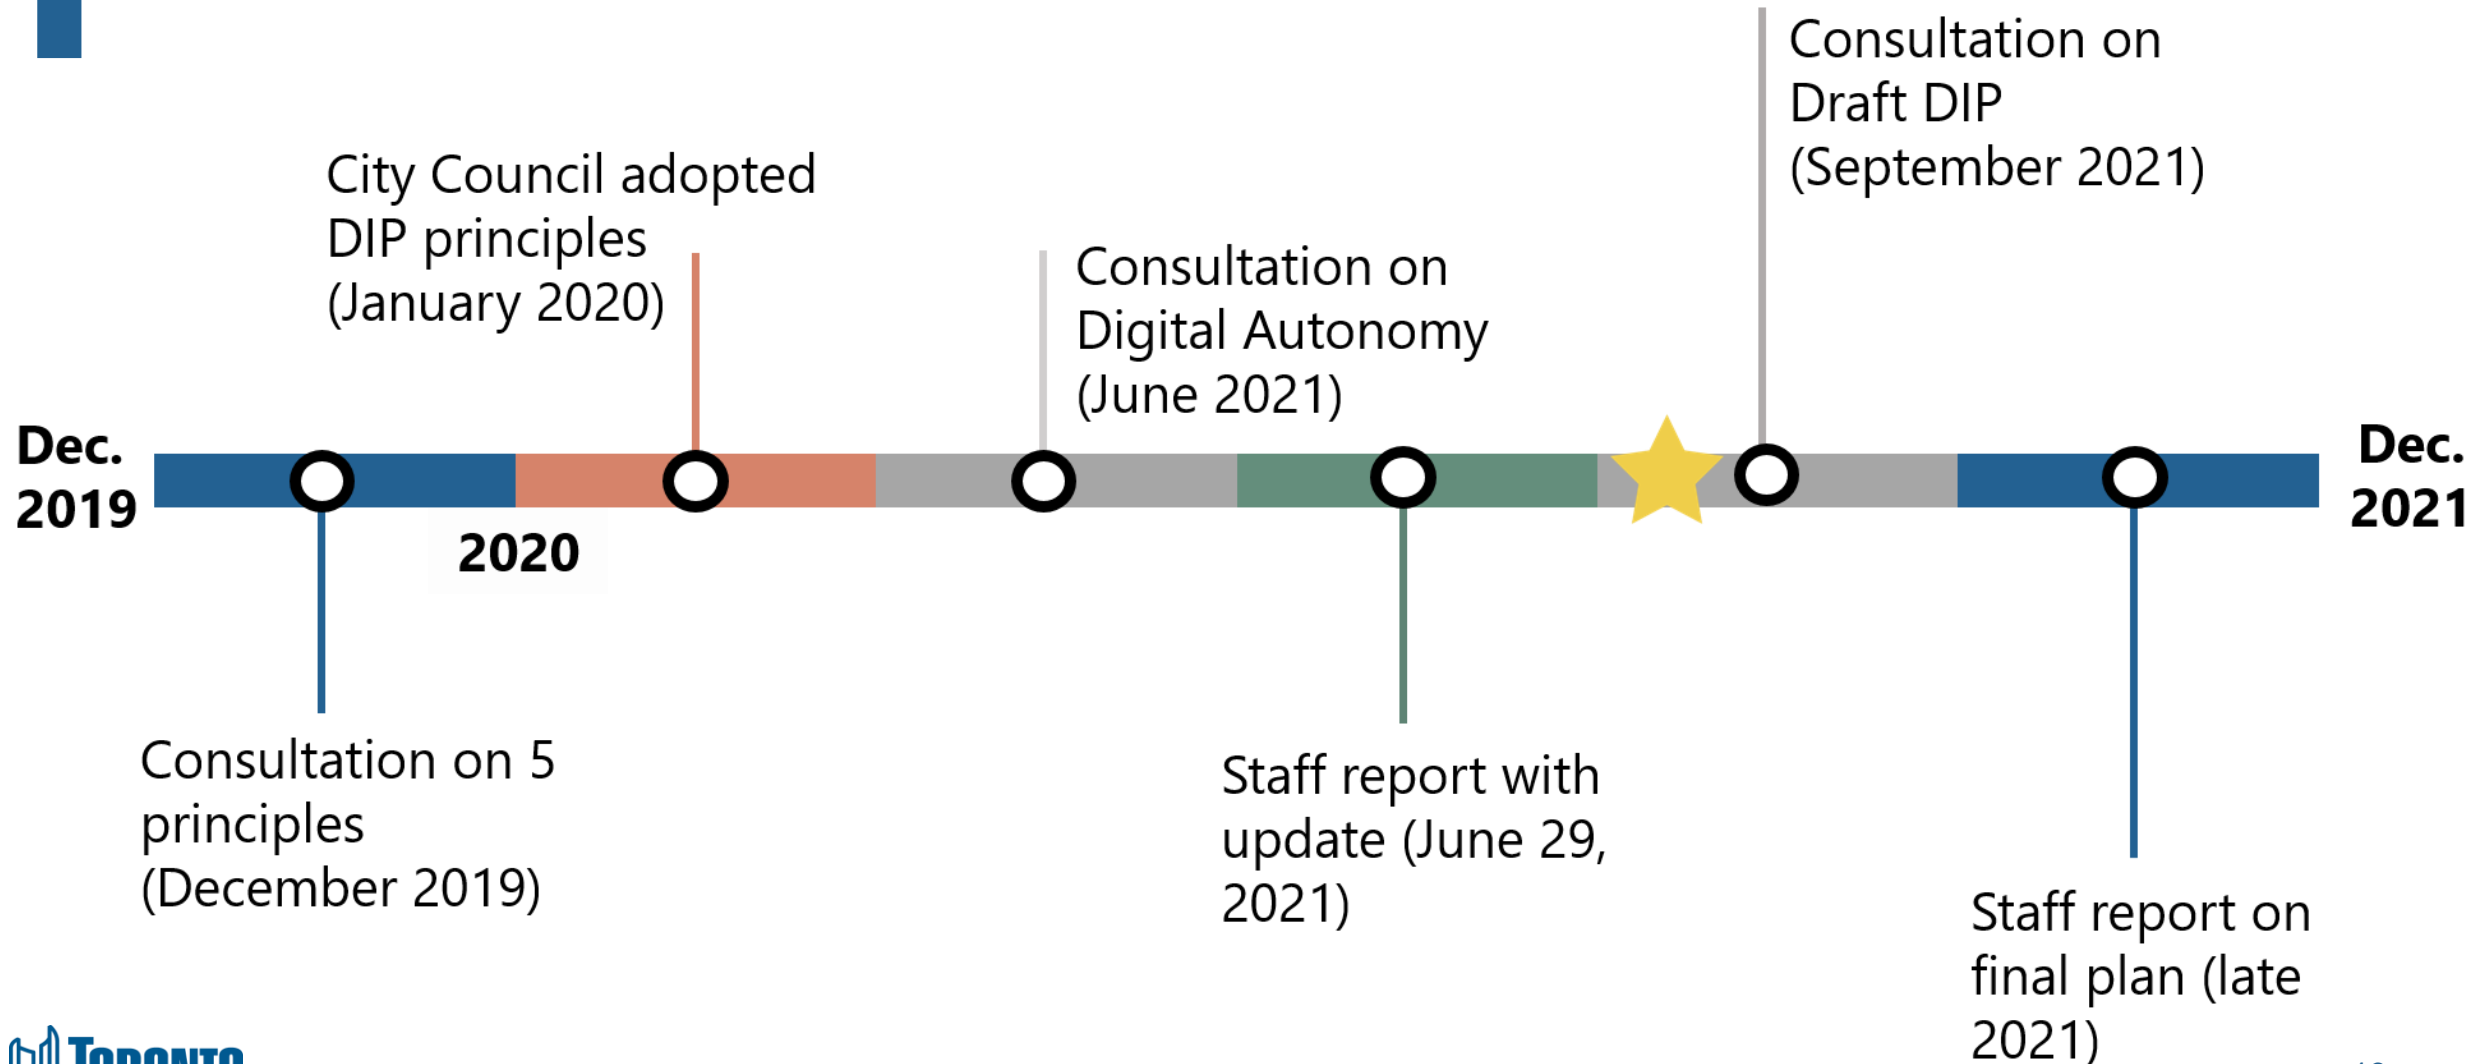 Consultation on
Draft DIP
(September 2021)
City Council adopted
DIP principles
(January 2020)
Consultation on
Digital Autonomy
(June 2021)
Dec.
2019
Dec.
2021
2020
Consultation on 5
principles
(December 2019)
Staff report with
update (June 29,
2021)
Staff report on
final plan (late
2021)
TORONTO